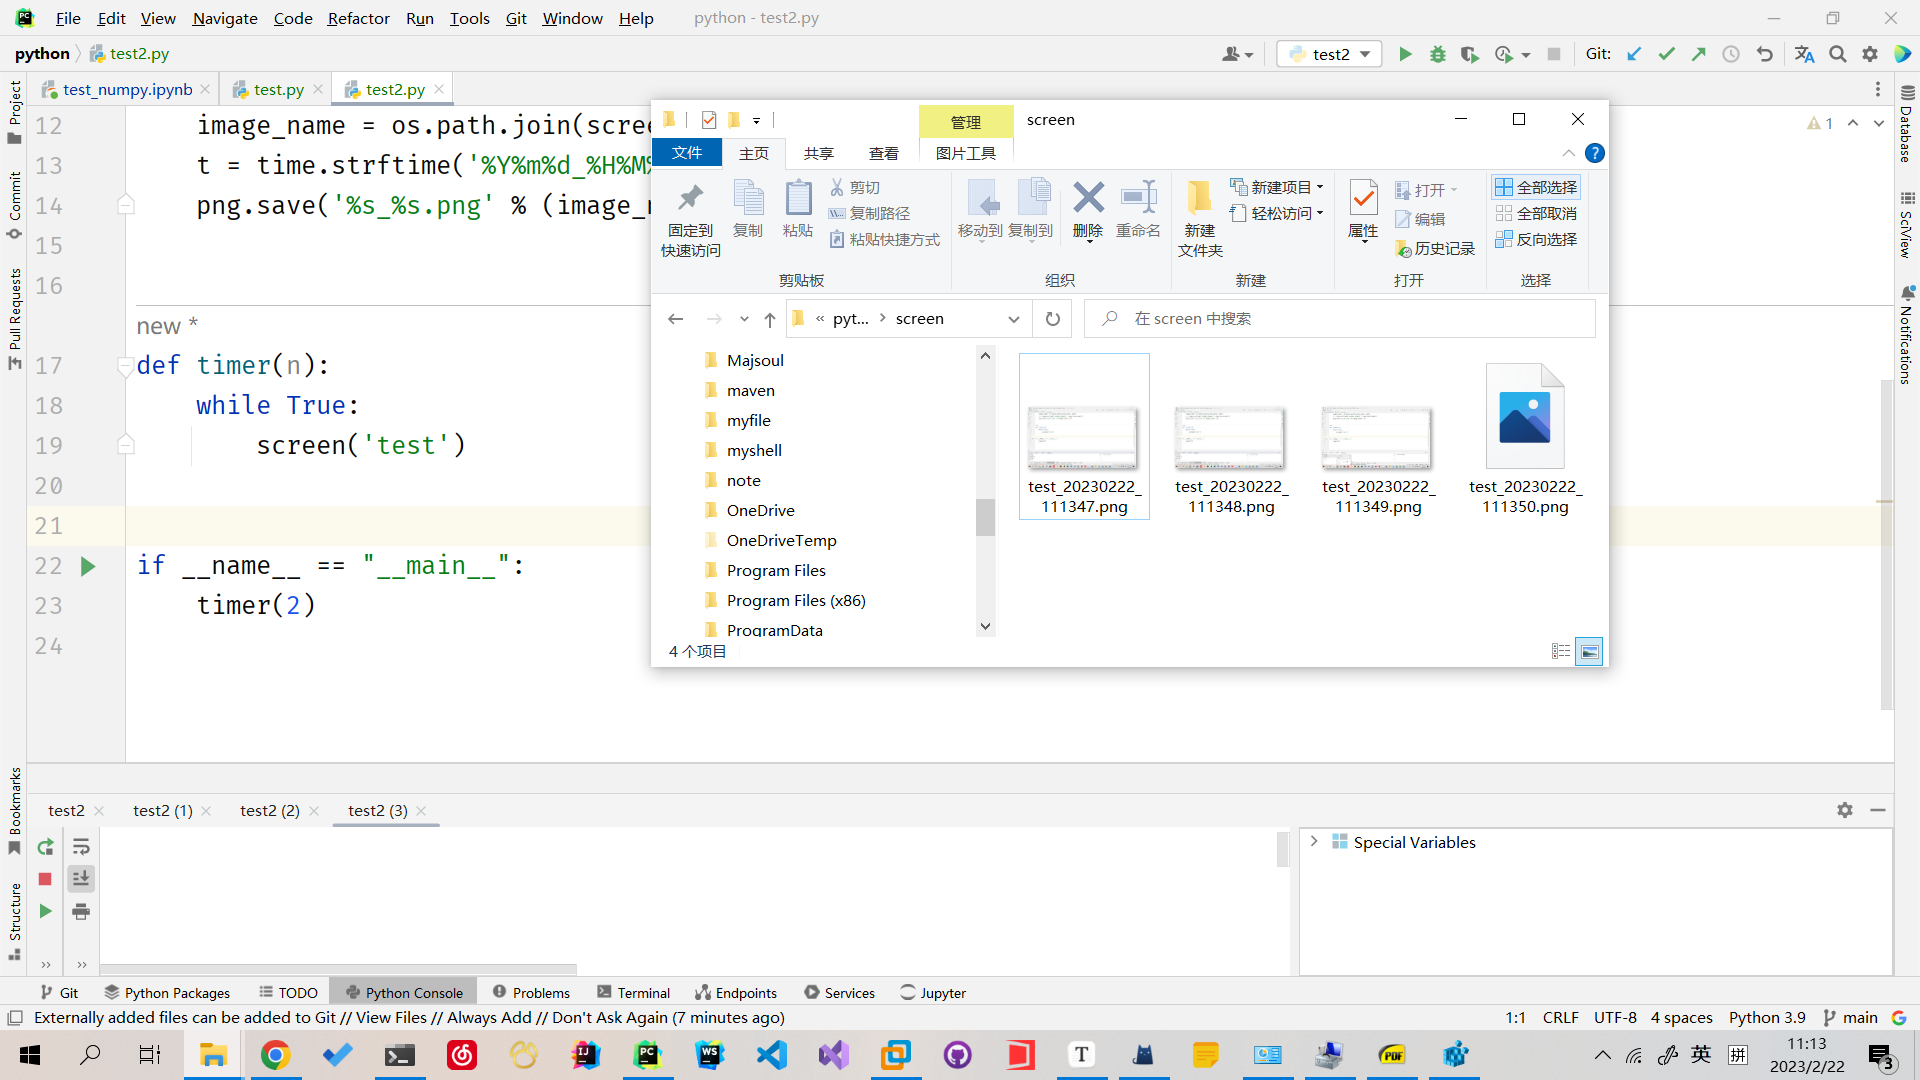 File Edit View Navigate Code Refactor Run Tools Git Window Help python - test2.py
python test2.py
test2 Git:
test_numpy.ipynb test.py test2.py
Project
Commit
Pull Requests
Bookmarks
Structure
12 image_name = os.path.join(scree
13 t = time.strftime('%Y%m%d_%H%M%
14 png.save('%s_%s.png' % (image_n
15
16
new *
17 def timer(n):
18 while True:
19 screen('test')
20
21
22 if __name__ == "__main__":
23 timer(2)
24
1
Database
SciView
Notifications
管理 screen
文件 主页 共享 查看 图片工具
固定到
快速访问
复制
粘贴
剪切
复制路径
粘贴快捷方式
剪贴板
移动到 复制到 删除 重命名
组织
新建
文件夹
新建项目
轻松访问
新建
属性
打开
编辑
历史记录
打开
全部选择
全部取消
反向选择
选择
« pyt... screen
在 screen 中搜索
Majsoul
maven
myfile
myshell
note
OneDrive
OneDriveTemp
Program Files
Program Files (x86)
ProgramData
test_20230222_
111347.png
test_20230222_
111348.png
test_20230222_
111349.png
test_20230222_
111350.png
4 个项目
test2 test2 (1) test2 (2) test2 (3)
Special Variables
Git Python Packages TODO Python Console Problems Terminal Endpoints Services Jupyter
Externally added files can be added to Git // View Files // Always Add // Don't Ask Again (7 minutes ago) 1:1 CRLF UTF-8 4 spaces Python 3.9 main
英 拼
11:13
2023/2/22
3